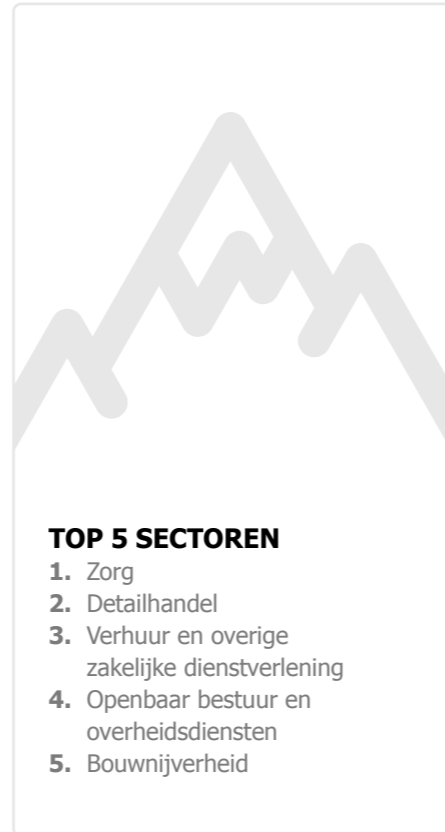 TOP 5 SECTOREN
1. Zorg
2. Detailhandel
3. Verhuur en overige
zakelijke dienstverlening
4. Openbaar bestuur en
overheidsdiensten
5. Bouwnijverheid